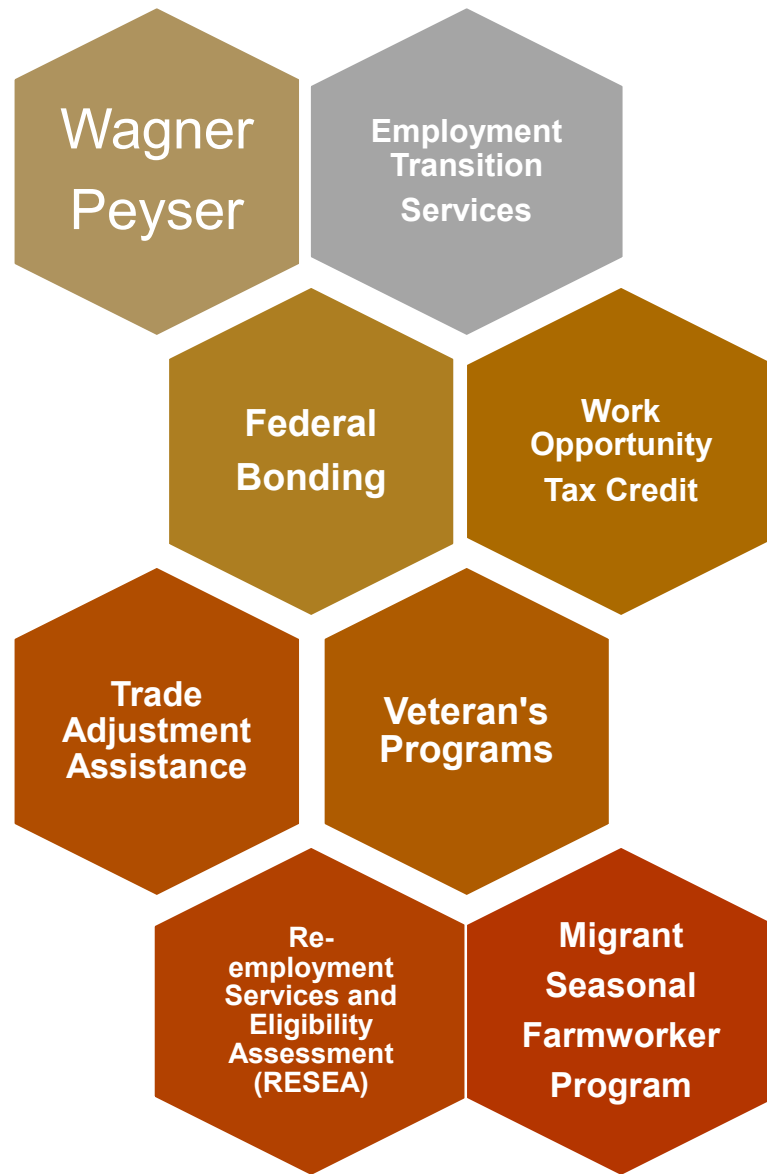 Wagner
Peyser
Employment
Transition
Services
Federal
Bonding
Work
Opportunity
Tax Credit
Trade
Adjustment
Assistance
Veteran's
Programs
Re-
employment
Services and
Eligibility
Assessment
(RESEA)
Migrant
Seasonal
Farmworker
Program